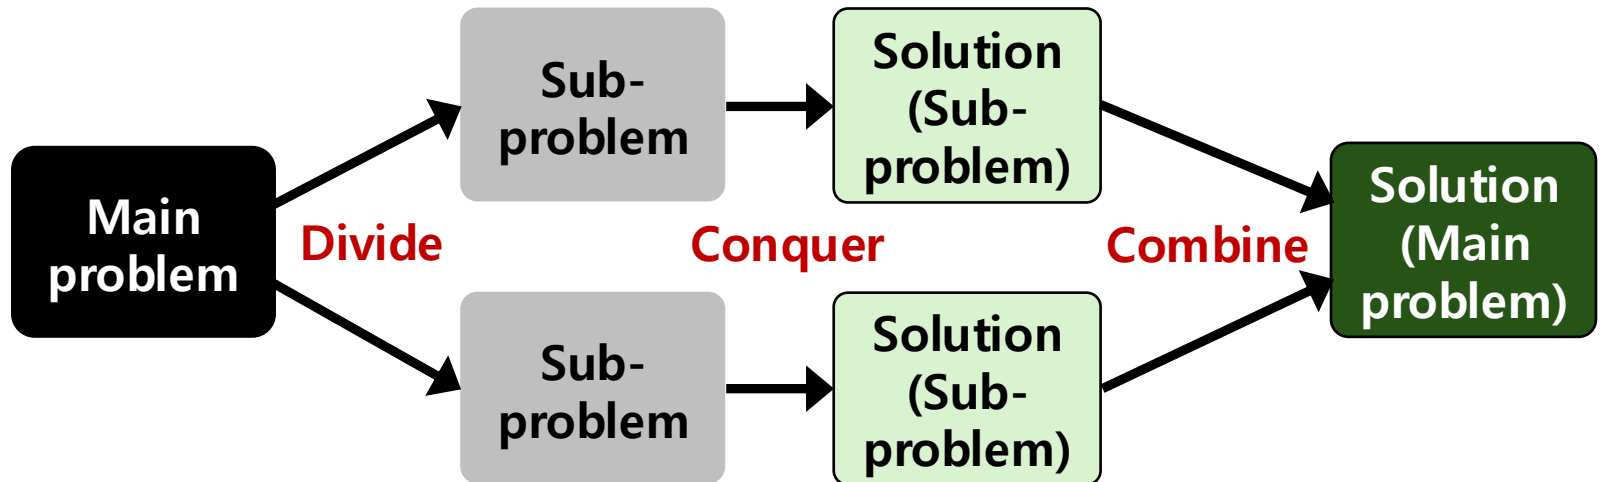 Main
problem
Divide
Sub-
problem
Sub-
problem
Conquer
Solution
(Sub-
problem)
Solution
(Sub-
problem)
Combine
Solution
(Main
problem)